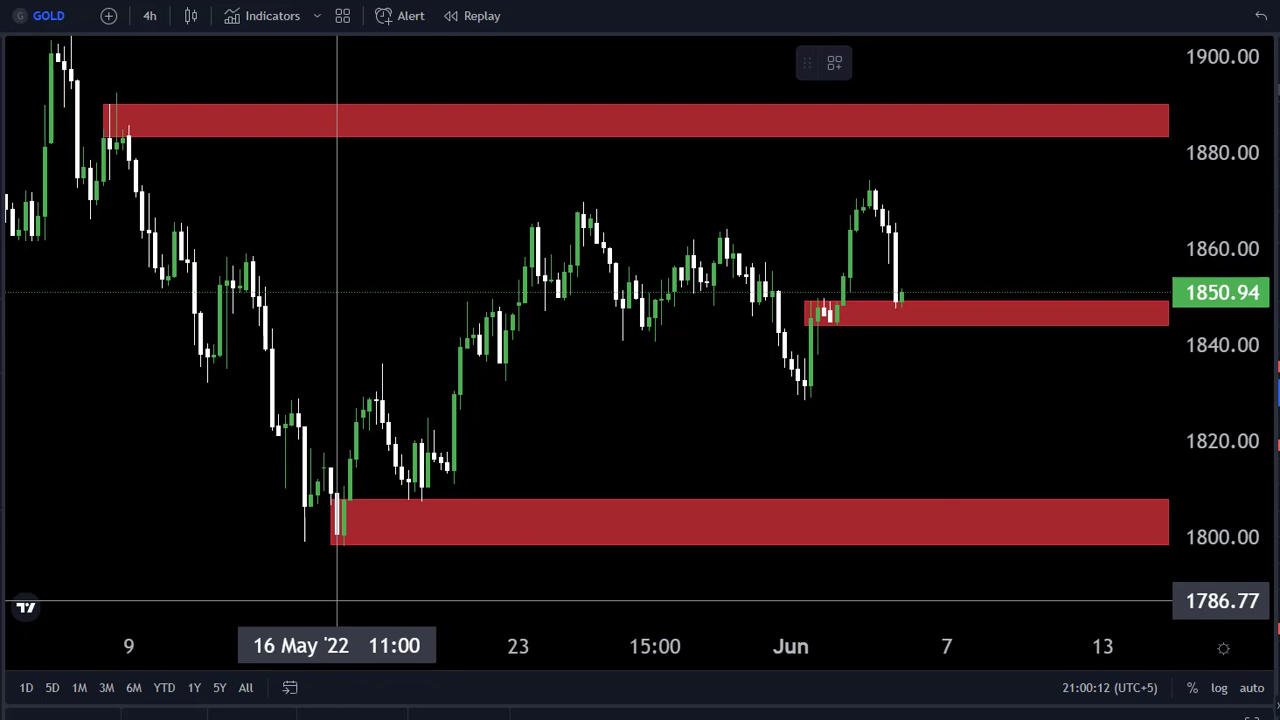 G GOLD 4h Indicators Alert Replay
1900.00
1880.00
1860.00
1850.94
1840.00
1820.00
1800.00
1786.77
9 16 May '22 11:00 23 15:00 Jun 7 13
1D 5D 1M 3M 6M YTD 1Y 5Y All 21:00:12 (UTC+5) % log auto